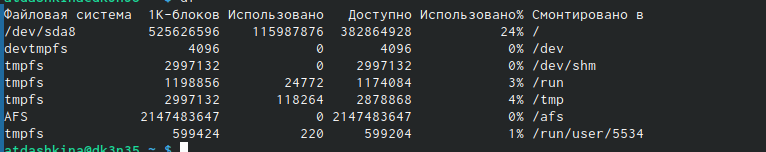 Файловая система 1K-блоков Использовано Доступно Использовано% Смонтировано в
/dev/sda8 525626596 115987876 382864928 24% /
devtmpfs 4096 0 4096 0% /dev
tmpfs 2997132 0 2997132 0% /dev/shm
tmpfs 1198856 24772 1174084 3% /run
tmpfs 2997132 118264 2878868 4% /tmp
AFS 2147483647 0 2147483647 0% /afs
tmpfs 599424 220 599204 1% /run/user/5534
atdashkina@dk3n35 ~ $